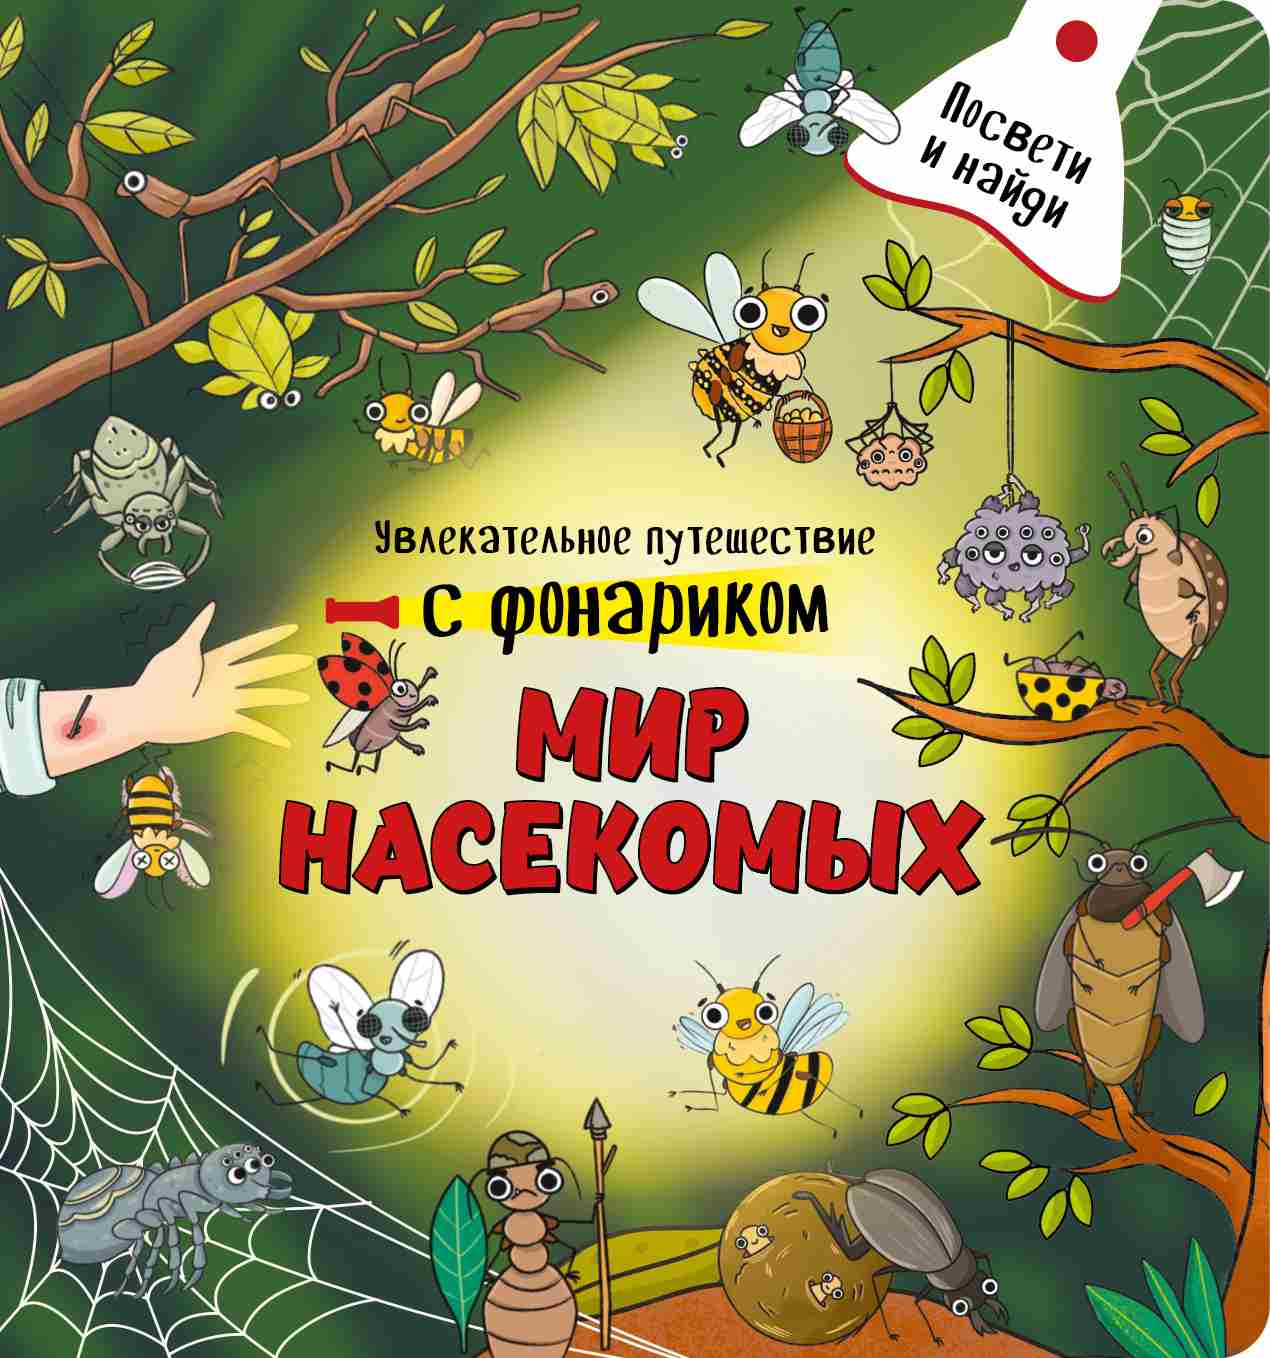 Посвети
и найди
Увлекательное путешествие
с фонариком
МИР
НАСЕКОМЫХ